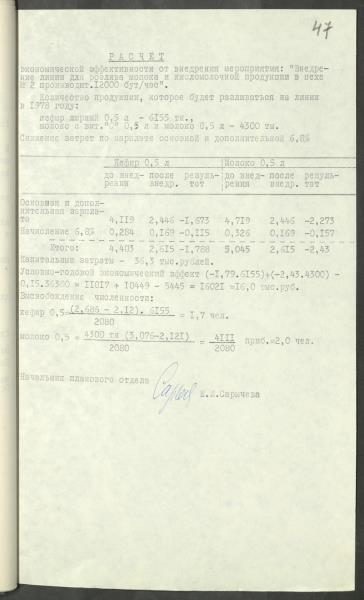 47
Р А С Ч Е Т
экономической эффективности от внедрения мероприятия: "Внедре-
ние линии для розлива молока и кисломолочной продукции в цехе
№ 2 производит.12000 бут/час".
Количество продукции, которое будет разливаться на линии
в 1978 году:
кефир жирный 0,5 л - 6155 тн.,
молоко с вит."С" 0,5 л и молоко 0,5 л - 4300 тн.
Снижение затрат по зарплате основной и дополнительной 6,8%
Кефир 0,5 л Молоко 0,5 л
до внед- после резуль- до внед- после резуль-
рения внедр. тат рения внедр. тат
Основная и допол-
нительная зарпла-
та 4,119 2,446 -1,673 4,719 2,446 -2,273
Начисление 6,8% 0,284 0,169 -0,115 0,326 0,169 -0,157
Итого: 4,403 2,615 -1,788 5,045 2,615 -2,43
Капитальные затраты - 36,3 тыс.рублей.
Условно-годовой экономический эффект (-1,79.6155)+(-2,43.4300) -
0,15.36300 = 11017 + 10449 - 5445 = 16021 =16,0 тыс.руб.
Высвобождение численности:
кефир 0,5= (2,684 - 2,12). 6155 / 2080 = 1,7 чел.
молоко 0,5 = 4300 тн (3,076-2,121) / 2080 = 4111 / 2080 приб.=2,0 чел.
Начальник планового отдела
Сарычева